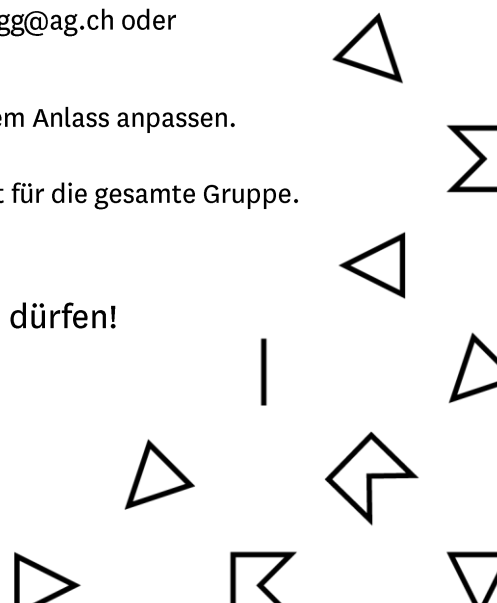 gg@ag.ch oder
em Anlass anpassen.
t für die gesamte Gruppe.
dürfen!